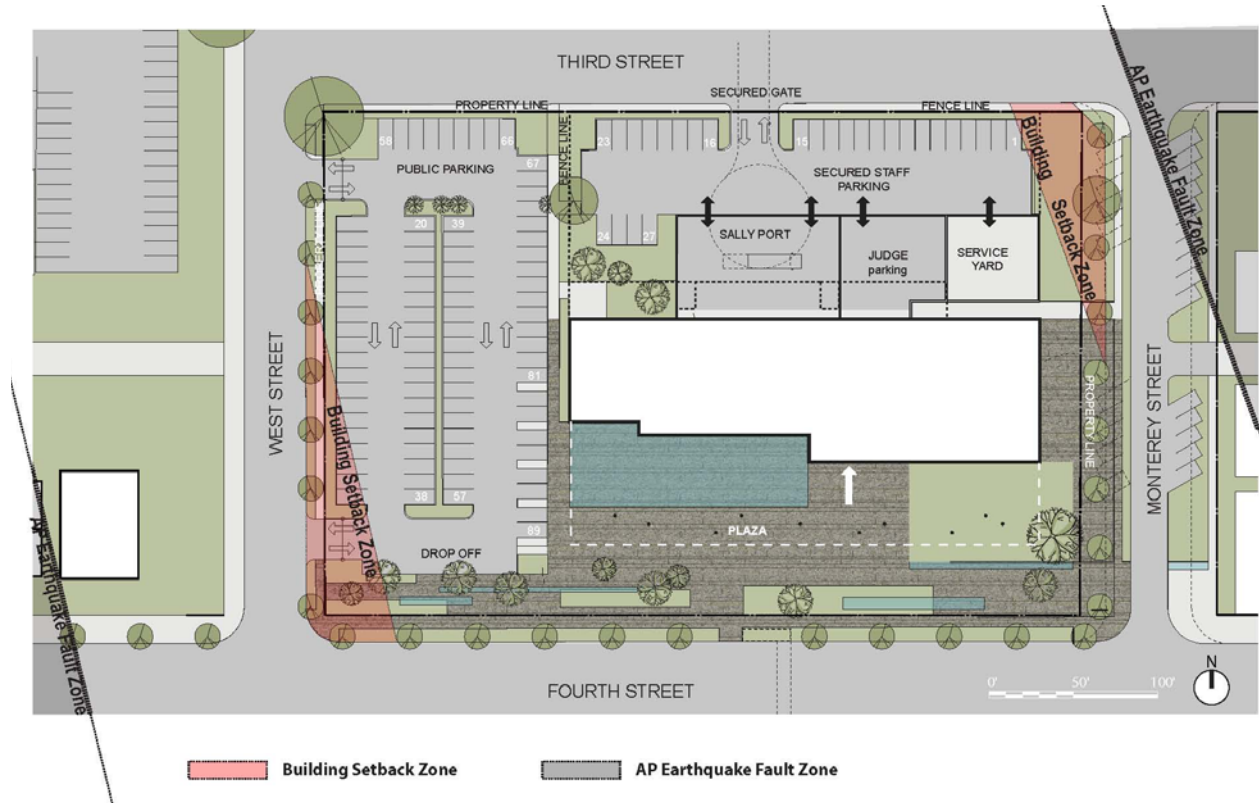 THIRD STREET
SECURED GATE
PROPERTY LINE
FENCE LINE
AP Earthquake Fault Zone
58
66
23
16
15
1
FENCE LINE
Building
Setback Zone
PUBLIC PARKING
67
SECURED STAFF
PARKING
20
39
24
27
SALLY PORT
JUDGE
parking
SERVICE
YARD
WEST STREET
81
PROPERTY LINE
MONTEREY STREET
Building Setback Zone
38
57
89
PLAZA
DROP OFF
AP Earthquake Fault Zone
FOURTH STREET
0'
50'
100'
N
Building Setback Zone
AP Earthquake Fault Zone